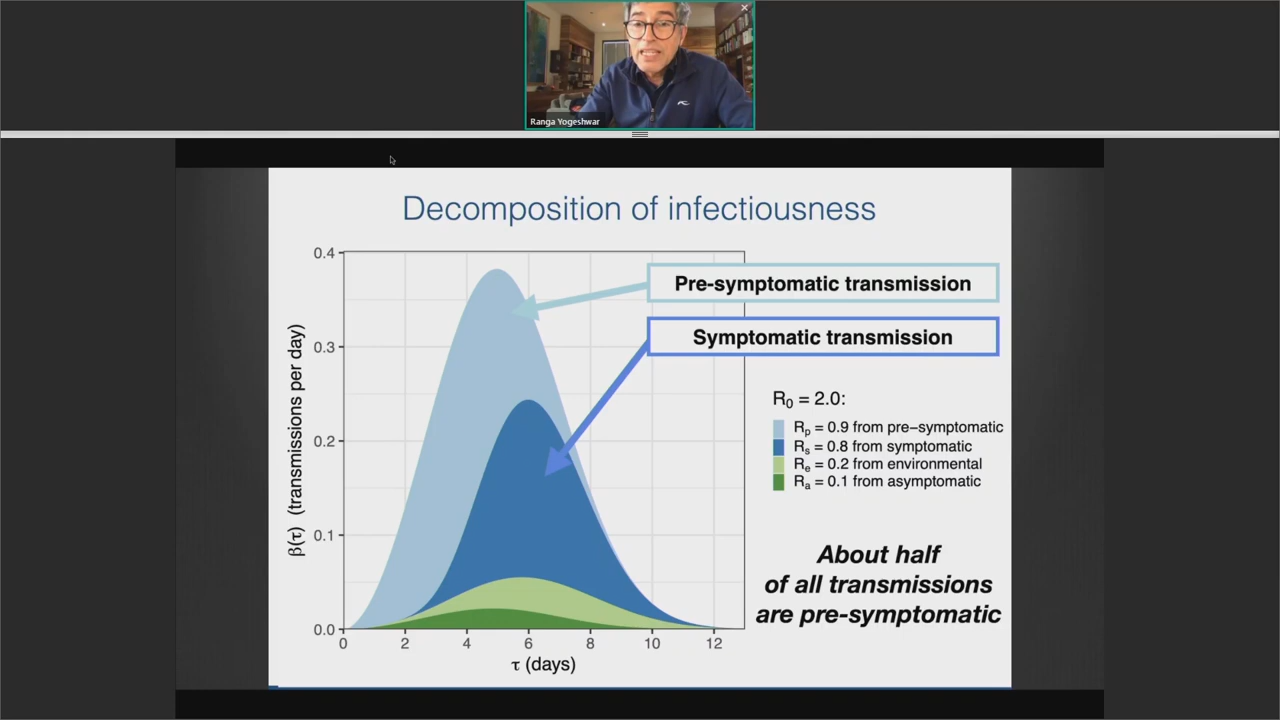 Ranga Yogeshwar
Decomposition of infectiousness
0.4
0.3
0.2
0.1
0.0
β(τ) (transmissions per day)
0 2 4 6 8 10 12
τ (days)
Pre-symptomatic transmission
Symptomatic transmission
R₀ = 2.0:
Rₚ = 0.9 from pre−symptomatic
Rₛ = 0.8 from symptomatic
Rₑ = 0.2 from environmental
Rₐ = 0.1 from asymptomatic
About half
of all transmissions
are pre-symptomatic